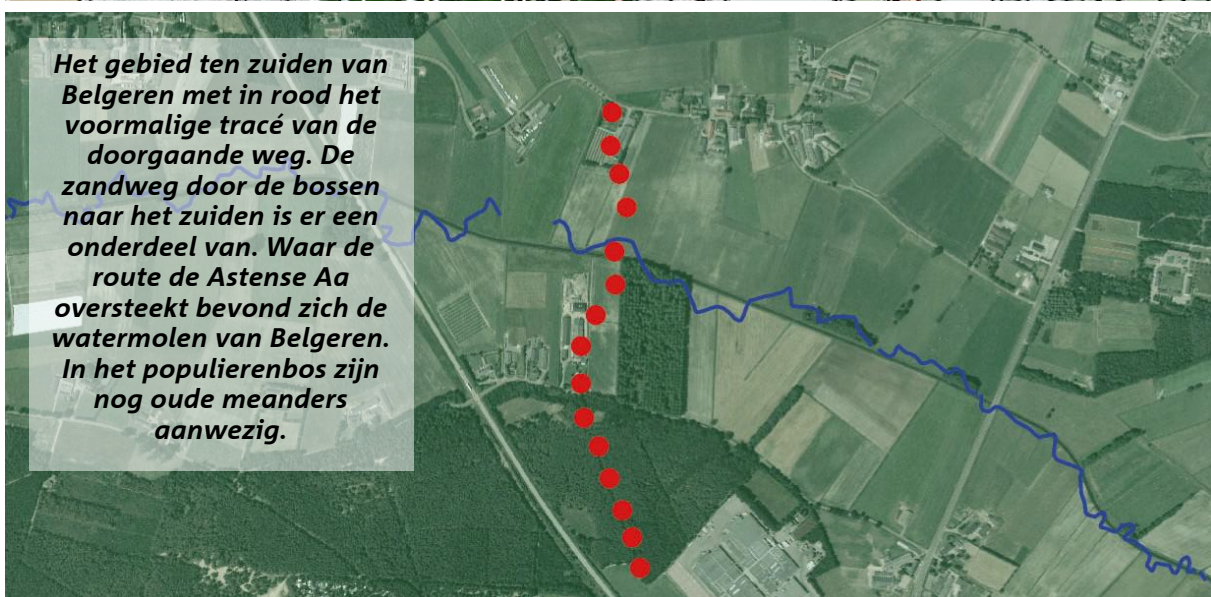 Het gebied ten zuiden van
Belgeren met in rood het
voormalige tracé van de
doorgaande weg. De
zandweg door de bossen
naar het zuiden is er een
onderdeel van. Waar de
route de Astense Aa
oversteekt bevond zich de
watermolen van Belgeren.
In het populierenbos zijn
nog oude meanders
aanwezig.